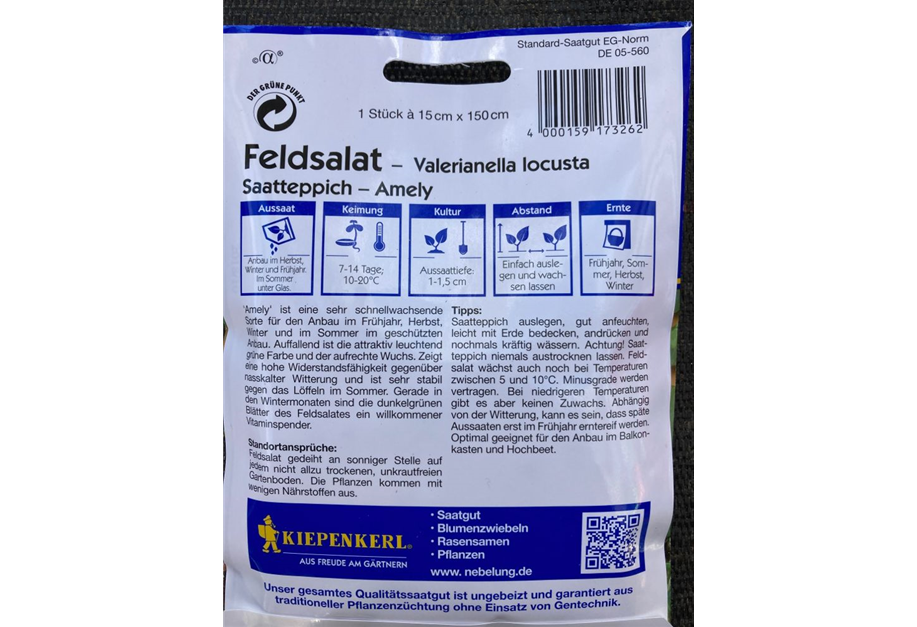 Standard-Saatgut EG-Norm
DE 05-560
©α®
DER GRÜNE PUNKT
1 Stück à 15 cm x 150 cm
4 000159 173262
Feldsalat – Valerianella locusta
Saatteppich – Amely
Aussaat
Anbau im Herbst,
Winter und Frühjahr.
Im Sommer
unter Glas.
Keimung
7-14 Tage;
10-20°C
Kultur
Aussaattiefe:
1-1,5 cm
Abstand
Einfach ausle-
gen und wach-
sen lassen
Ernte
Frühjahr, Som-
mer, Herbst,
Winter
'Amely' ist eine sehr schnellwachsende
Sorte für den Anbau im Frühjahr, Herbst,
Winter und im Sommer im geschützten
Anbau. Auffallend ist die attraktiv leuchtend
grüne Farbe und der aufrechte Wuchs. Zeigt
eine hohe Widerstandsfähigkeit gegenüber
nasskalter Witterung und ist sehr stabil
gegen das Löffeln im Sommer. Gerade in
den Wintermonaten sind die dunkelgrünen
Blätter des Feldsalates ein willkommener
Vitaminspender.
Standortansprüche:
Feldsalat gedeiht an sonniger Stelle auf
jedem nicht allzu trockenen, unkrautfreien
Gartenboden. Die Pflanzen kommen mit
wenigen Nährstoffen aus.
Tipps:
Saatteppich auslegen, gut anfeuchten,
leicht mit Erde bedecken, andrücken und
nochmals kräftig wässern. Achtung! Saat-
teppich niemals austrocknen lassen. Feld-
salat wächst auch noch bei Temperaturen
zwischen 5 und 10°C. Minusgrade werden
vertragen. Bei niedrigeren Temperaturen
gibt es aber keinen Zuwachs. Abhängig
von der Witterung, kann es sein, dass späte
Aussaaten erst im Frühjahr erntereif werden.
Optimal geeignet für den Anbau im Balkon-
kasten und Hochbeet.
KIEPENKERL®
AUS FREUDE AM GÄRTNERN
· Saatgut
· Blumenzwiebeln
· Rasensamen
· Pflanzen
www. nebelung.de
Unser gesamtes Qualitätssaatgut ist ungebeizt und garantiert aus
traditioneller Pflanzenzüchtung ohne Einsatz von Gentechnik.